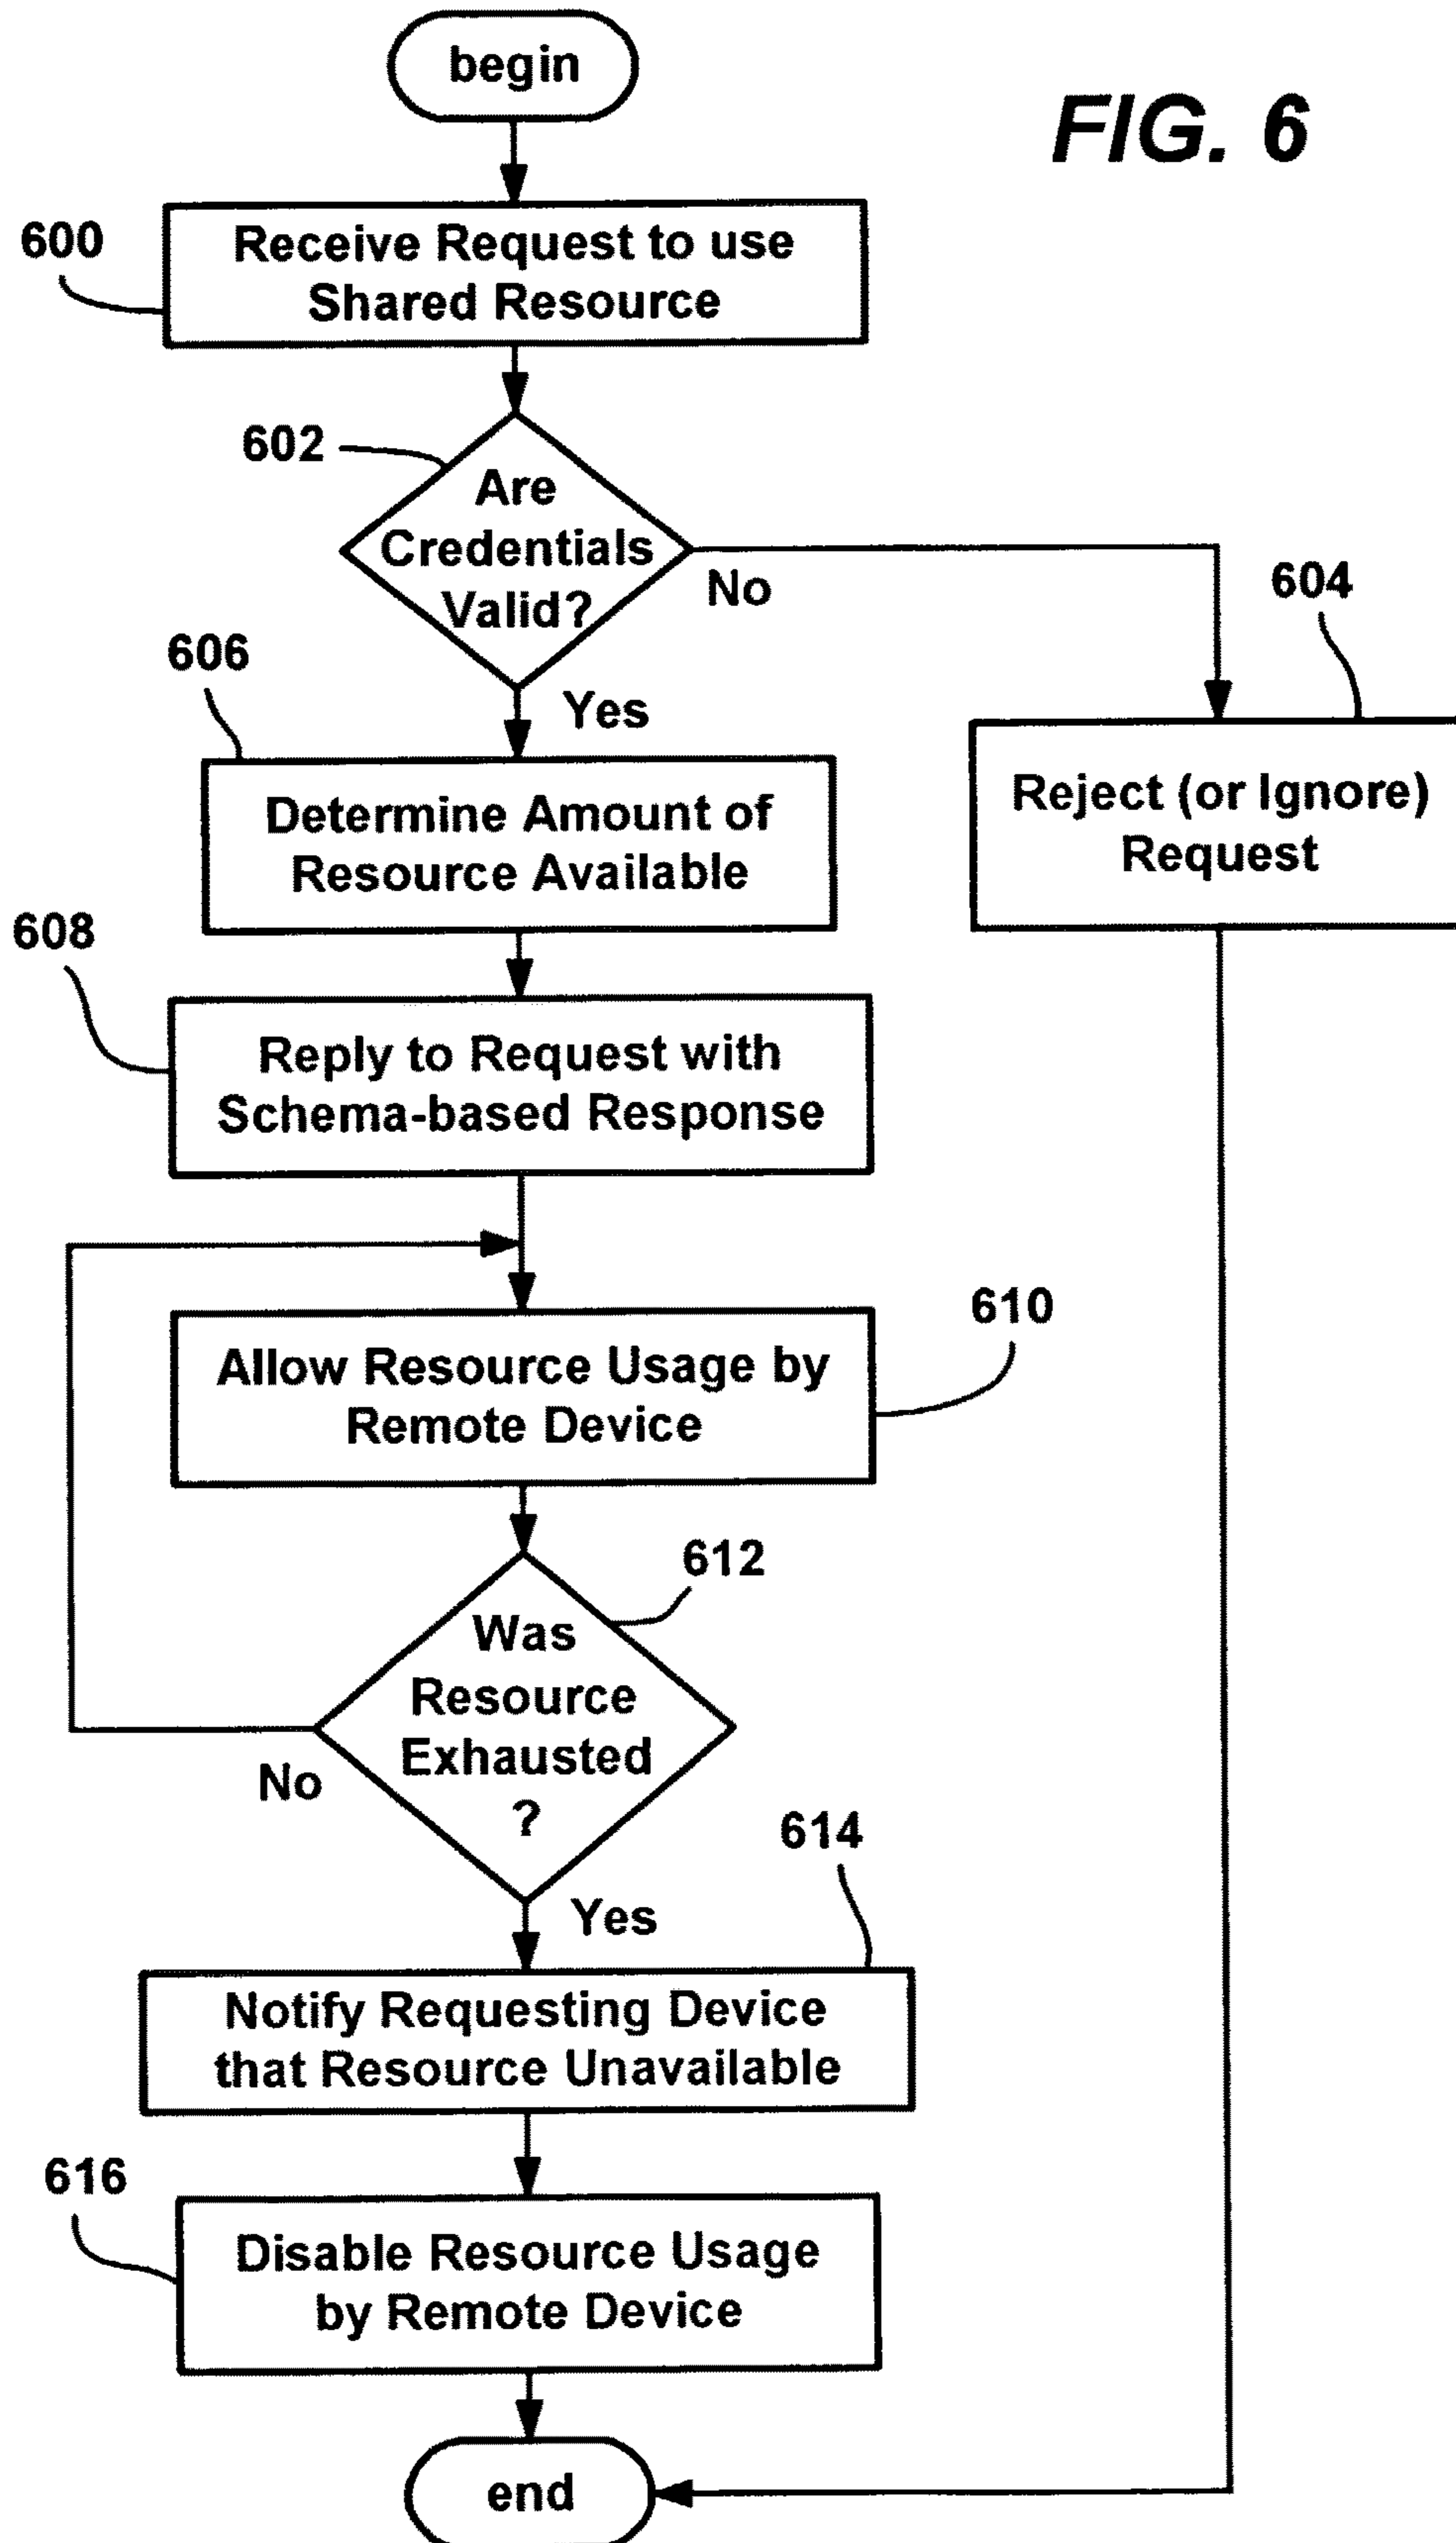 begin
FIG. 6
600
Receive Request to use
Shared Resource
602
Are
Credentials
Valid?
No
604
606
Yes
Determine Amount of
Resource Available
Reject (or Ignore)
Request
608
Reply to Request with
Schema-based Response
610
Allow Resource Usage by
Remote Device
612
Was
Resource
Exhausted
?
No
614
Yes
Notify Requesting Device
that Resource Unavailable
616
Disable Resource Usage
by Remote Device
end